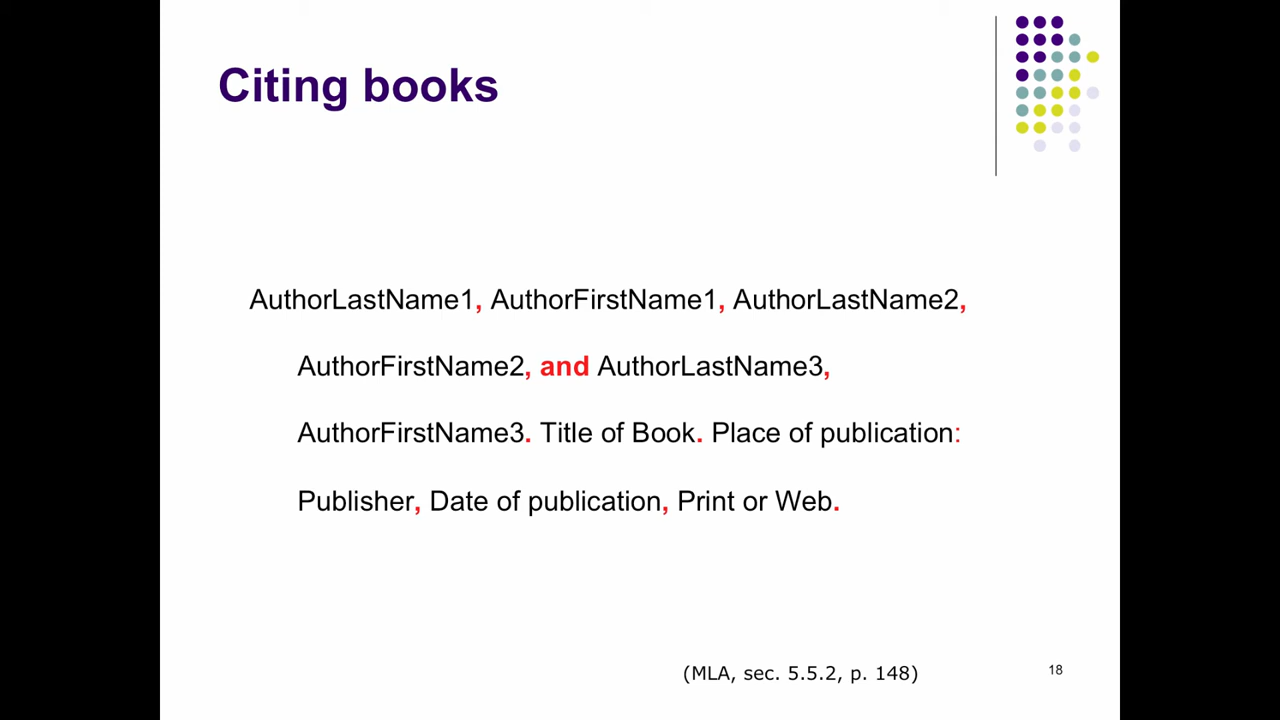 Citing books
AuthorLastName1, AuthorFirstName1, AuthorLastName2,
AuthorFirstName2, and AuthorLastName3,
AuthorFirstName3. Title of Book. Place of publication:
Publisher, Date of publication, Print or Web.
(MLA, sec. 5.5.2, p. 148)
18